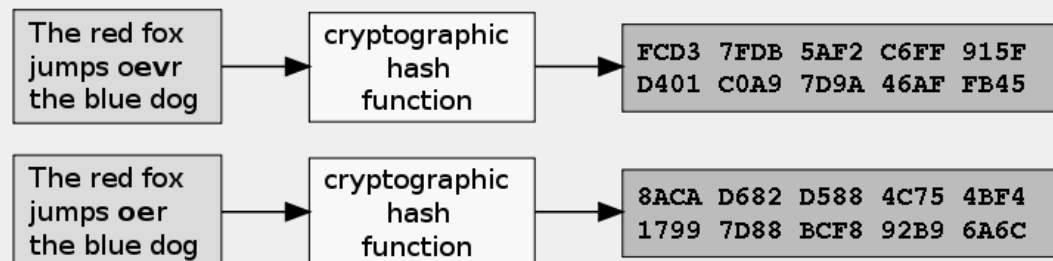 The red fox
jumps oevr
the blue dog
cryptographic
hash
function
FCD3 7FDB 5AF2 C6FF 915F
D401 C0A9 7D9A 46AF FB45
The red fox
jumps oer
the blue dog
cryptographic
hash
function
8ACA D682 D588 4C75 4BF4
1799 7D88 BCF8 92B9 6A6C